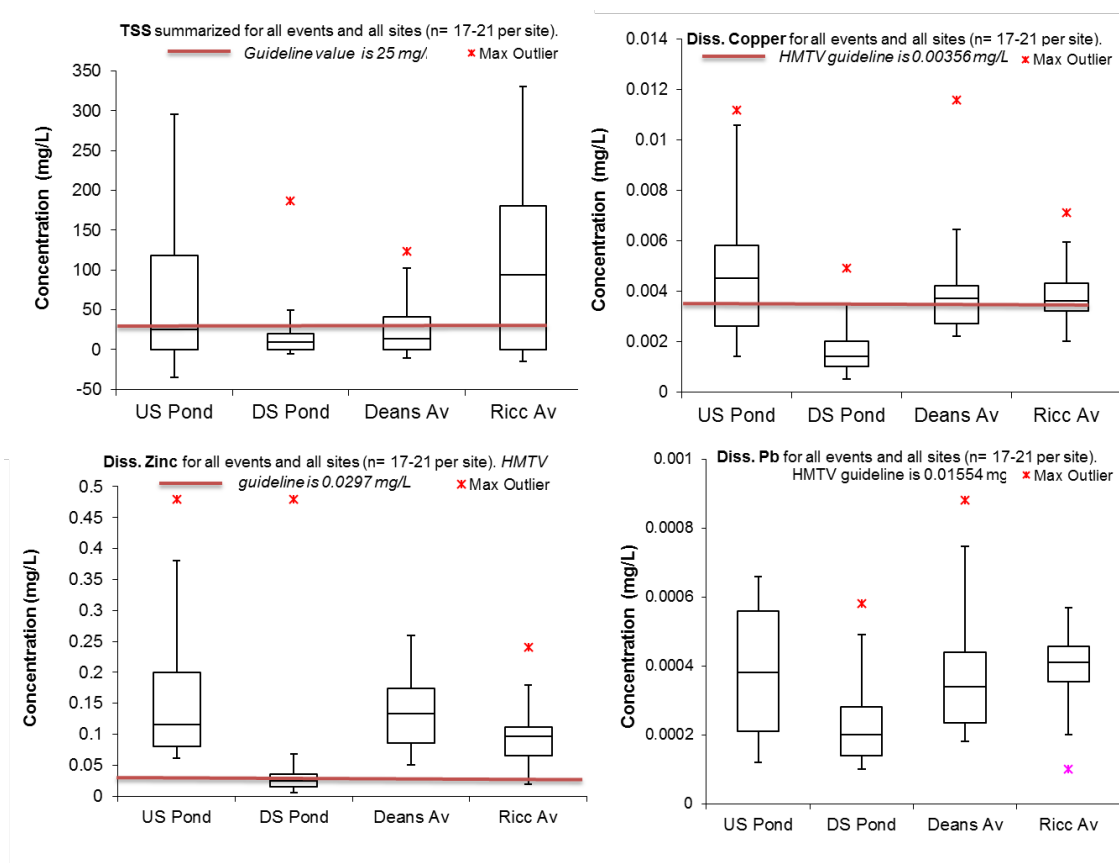 TSS summarized for all events and all sites (n= 17-21 per site).
Guideline value is 25 mg/
Max Outlier
Concentration (mg/L)
350
300
250
200
150
100
50
0
-50
US Pond DS Pond Deans Av Ricc Av
Diss. Copper for all events and all sites (n= 17-21 per site).
HMTV guideline is 0.00356 mg/L Max Outlier
Concentration (mg/L)
0.014
0.012
0.01
0.008
0.006
0.004
0.002
0
US Pond DS Pond Deans Av Ricc Av
Diss. Zinc for all events and all sites (n= 17-21 per site). HMTV
guideline is 0.0297 mg/L Max Outlier
Concentration (mg/L)
0.5
0.45
0.4
0.35
0.3
0.25
0.2
0.15
0.1
0.05
0
US Pond DS Pond Deans Av Ricc Av
Diss. Pb for all events and all sites (n= 17-21 per site).
HMTV guideline is 0.01554 mg Max Outlier
Concentration (mg/L)
0.001
0.0008
0.0006
0.0004
0.0002
0
US Pond DS Pond Deans Av Ricc Av